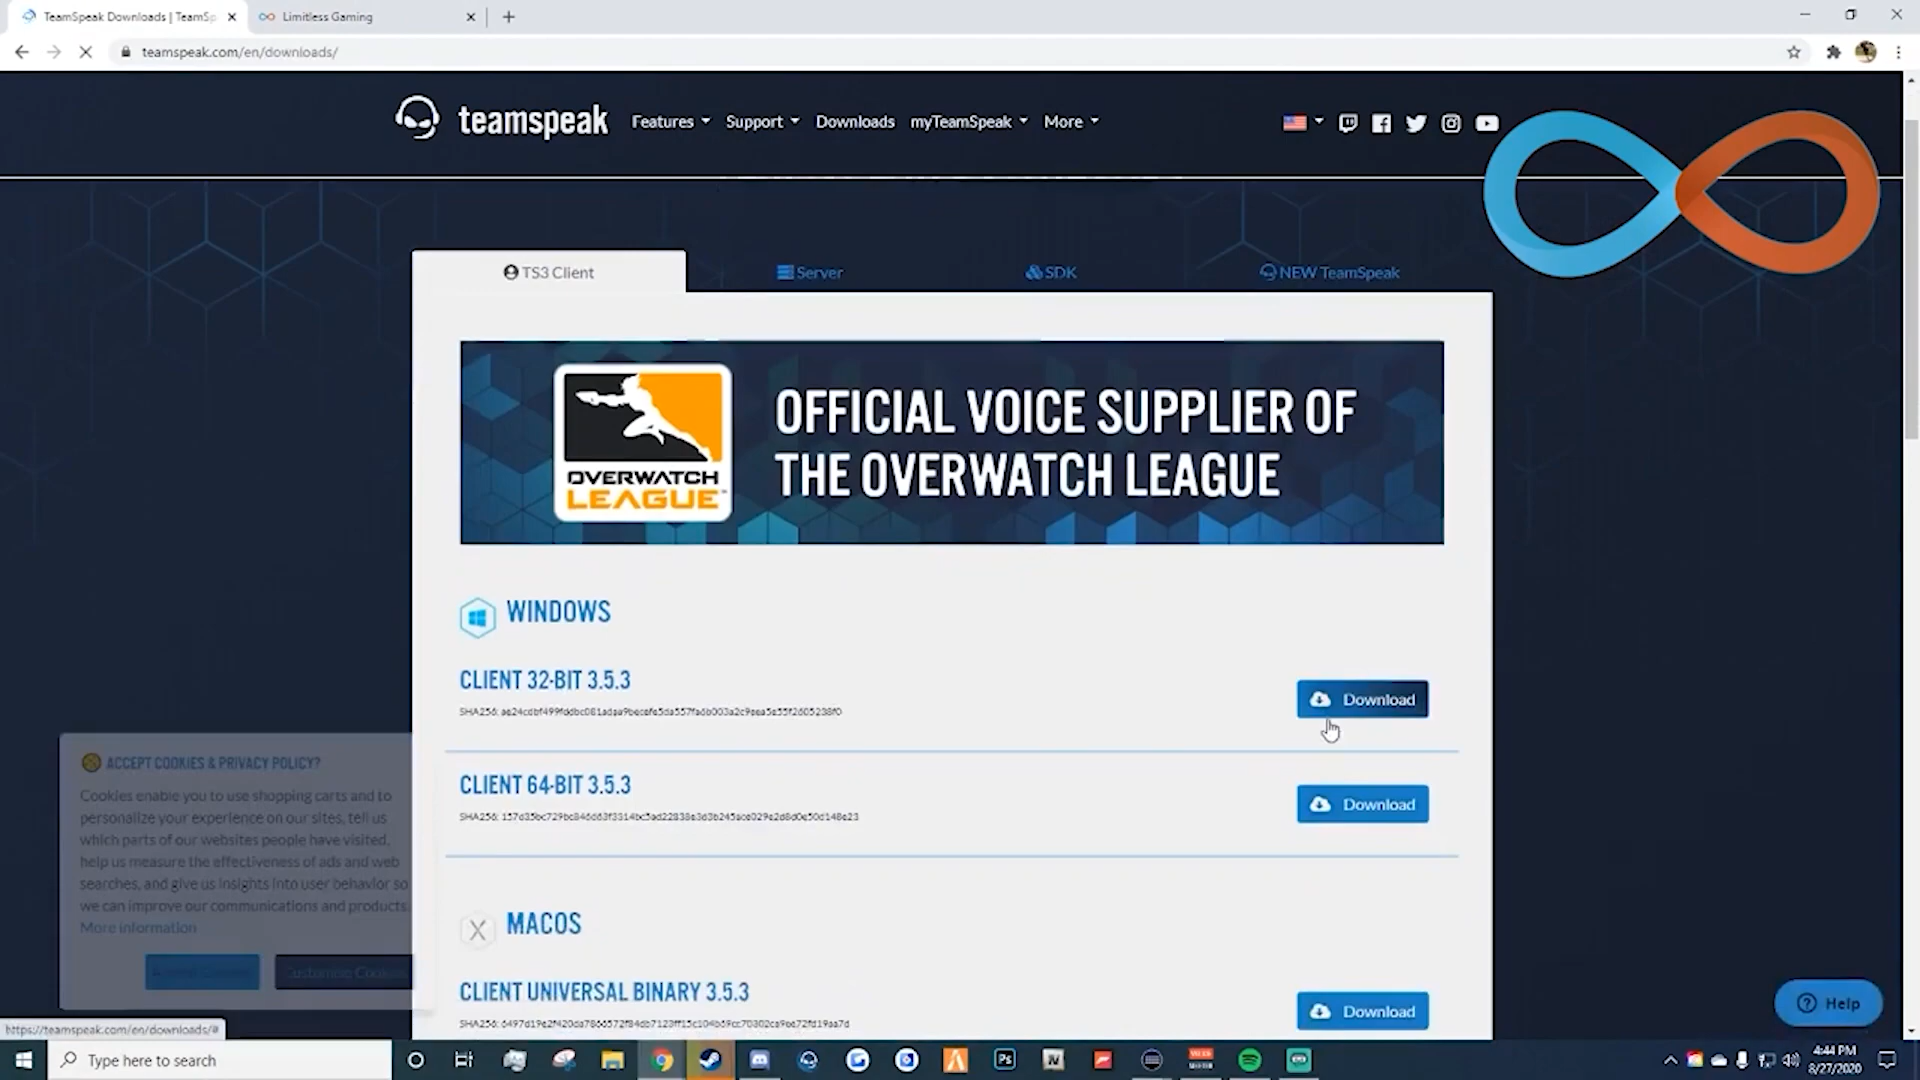 TeamSpeak Downloads | TeamSp
Limitless Gaming
teamspeak.com/en/downloads/
teamspeak
Features
Support
Downloads
myTeamSpeak
More
TS3 Client
Server
SDK
NEW TeamSpeak
OVERWATCH
LEAGUE
OFFICIAL VOICE SUPPLIER OF
THE OVERWATCH LEAGUE
WINDOWS
CLIENT 32-BIT 3.5.3
Download
SHA256:
CLIENT 64-BIT 3.5.3
Download
SHA256:
ACCEPT COOKIES & PRIVACY POLICY?
Cookies enable you to use shopping carts and to
personalize your experience on our sites, tell us
which parts of our websites people have visited,
help us measure the effectiveness of ads and web
searches, and give us insights into user behavior so
we can improve our communications and products.
More information
Customise Cookies
MACOS
CLIENT UNIVERSAL BINARY 3.5.3
Download
SHA256:
Help
https://teamspeak.com/en/downloads/#
Type here to search
Ps
4:44 PM
8/27/2020